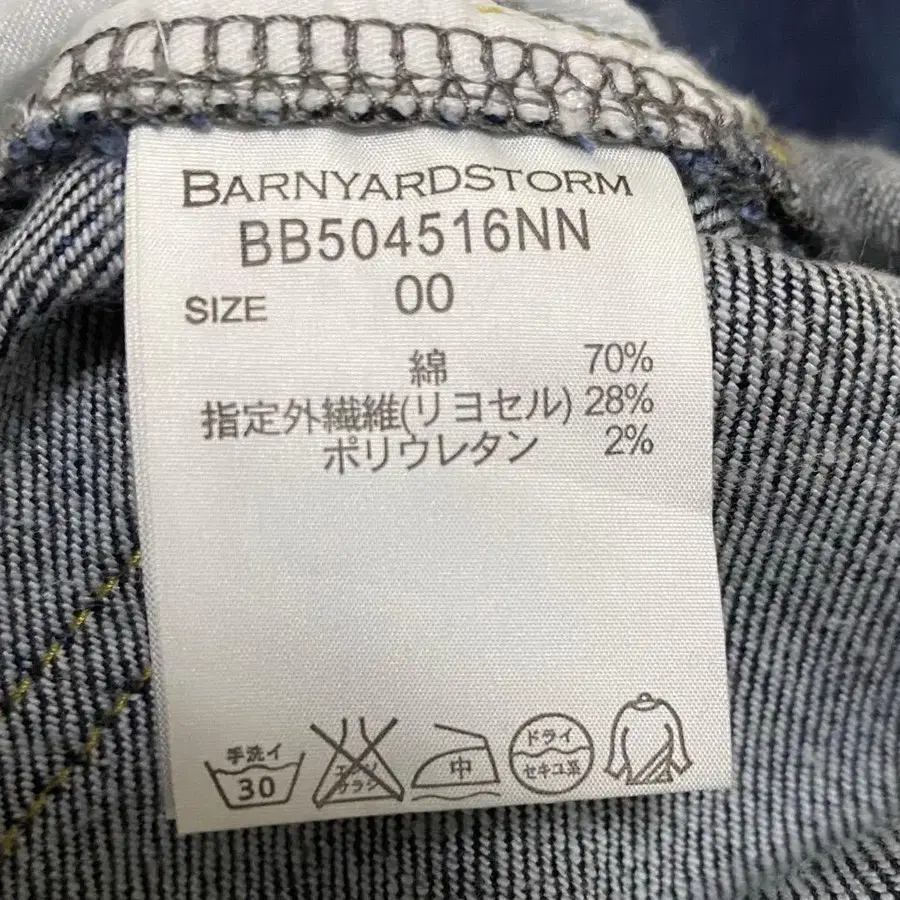 BARNYARDSTORM
BB504516NN
SIZE 00
綿 70%
指定外繊維(リヨセル) 28%
ポリウレタン 2%
手洗イ
30
中
ドライ
セキユ系